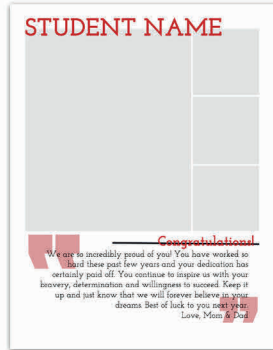 STUDENT NAME
Congratulations!
We are so incredibly proud of you! You have worked so
hard these past few years and your dedication has
certainly paid off. You continue to inspire us with your
bravery, determination and willingness to succeed. Keep it
up and just know that we will forever believe in your
dreams. Best of luck to you next year.
Love, Mom & Dad